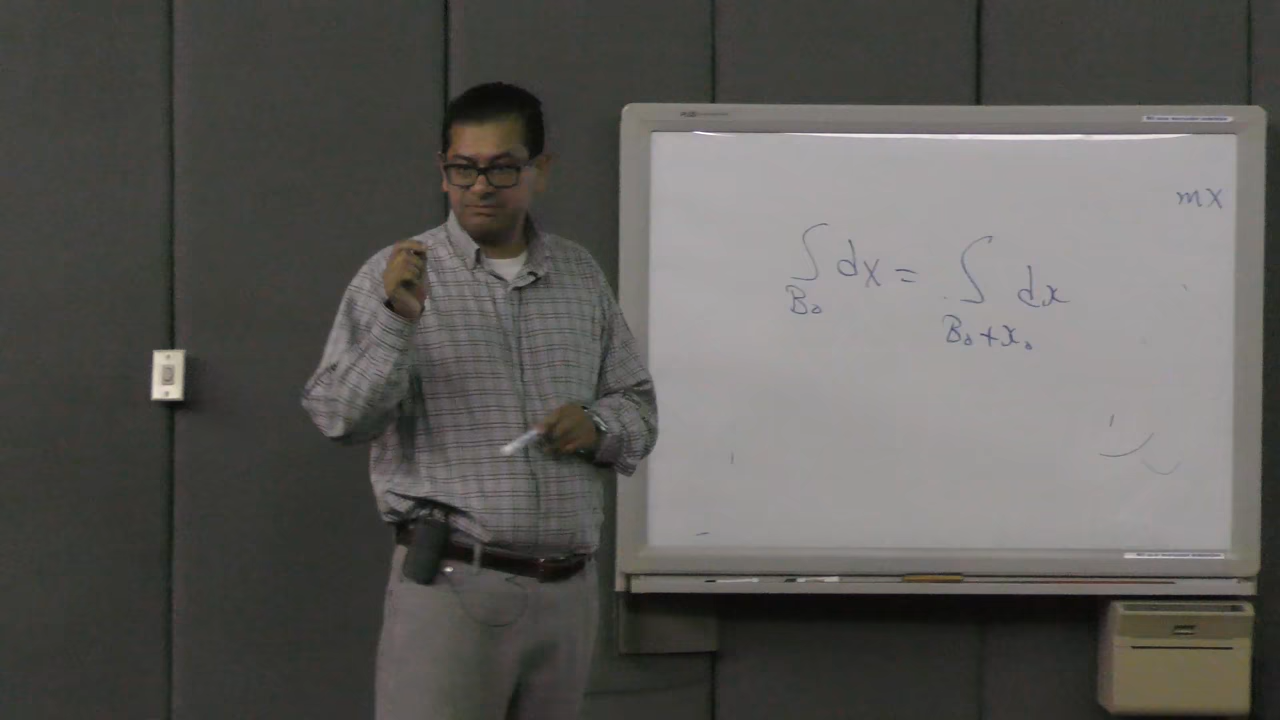 mx
∫ dx = ∫ dx
B₀ B₀+x₀